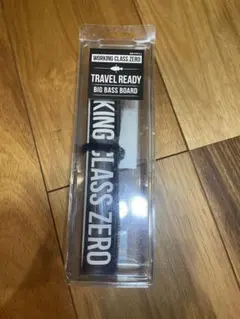 WORKING CLASS ZERO
TRAVEL READY
BIG BASS BOARD
KING CLASS ZERO